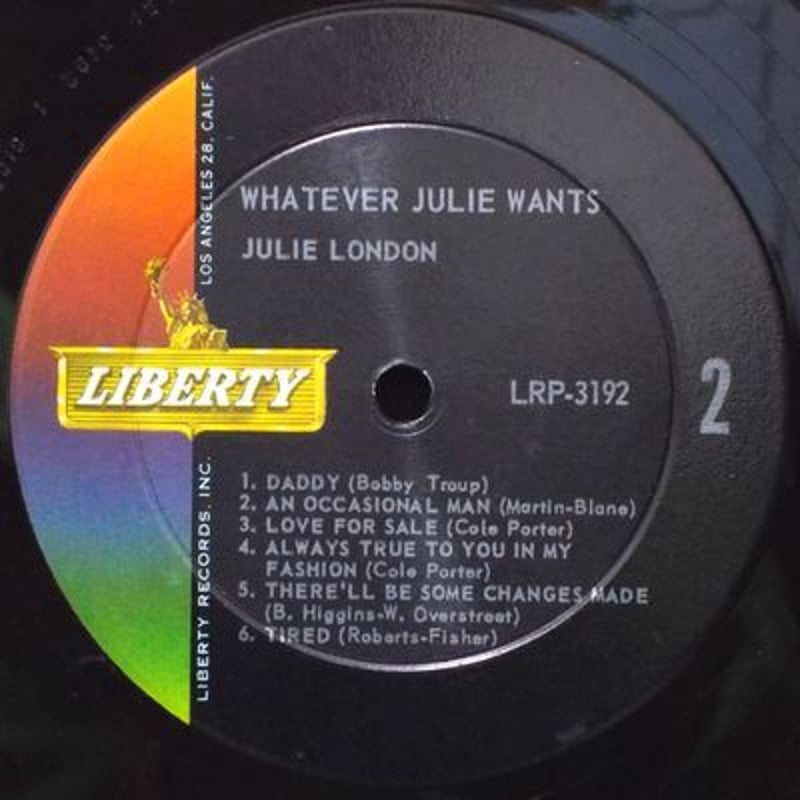 WHATEVER JULIE WANTS
JULIE LONDON
LOS ANGELES 28, CALIF.
LIBERTY
LRP-3192
2
LIBERTY RECORDS, INC.
1. DADDY (Bobby Troup)
2. AN OCCASIONAL MAN (Martin-Blane)
3. LOVE FOR SALE (Cole Porter)
4. ALWAYS TRUE TO YOU IN MY
FASHION (Cole Porter)
5. THERE'LL BE SOME CHANGES MADE
(B. Higgins-W. Overstreet)
6. TIRED (Roberts-Fisher)